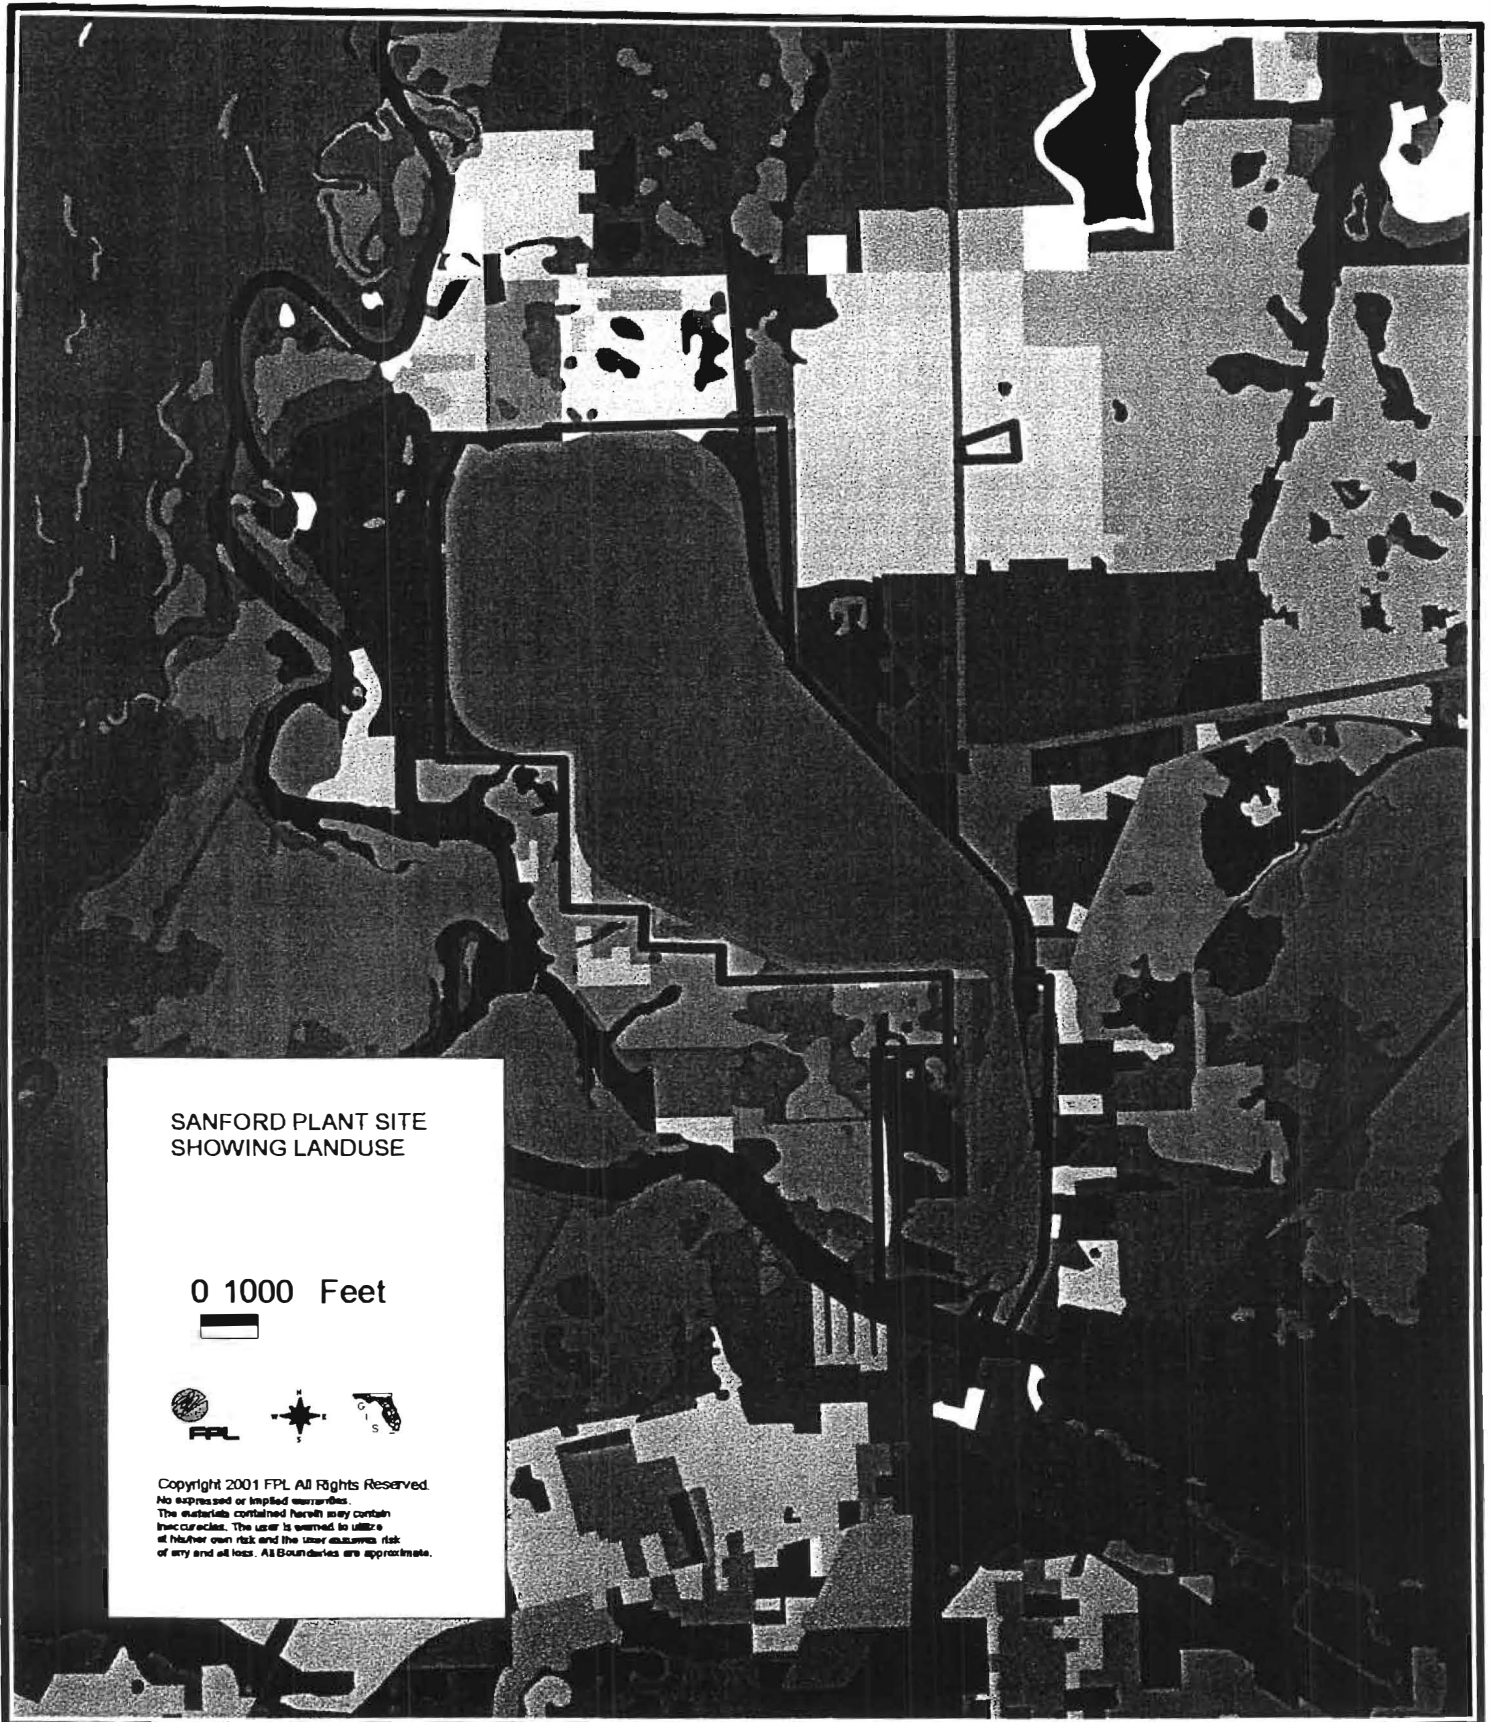 SANFORD PLANT SITE
SHOWING LANDUSE
0 1000 Feet
N
W E
S
G
I
S
FPL
Copyright 2001 FPL All Rights Reserved.
No expressed or implied warranties.
The materials contained herein may contain
inaccuracies. The user is warned to utilize
at his/her own risk and the user assumes risk
of any and all loss. All Boundaries are approximate.